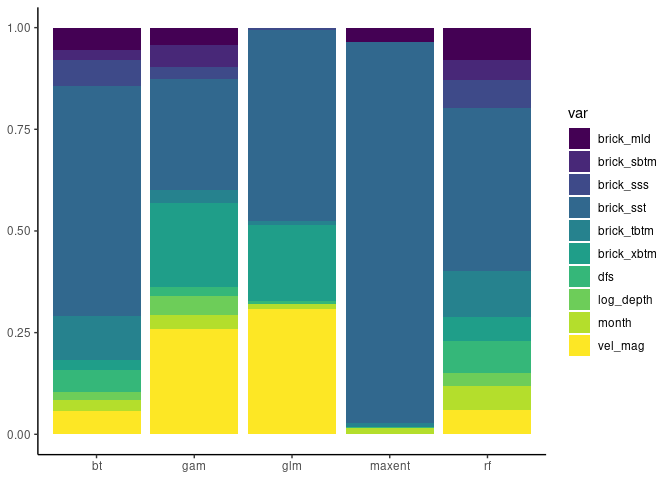 1.00
0.75
0.50
0.25
0.00
bt gam glm maxent rf
var
brick_mld
brick_sbtm
brick_sss
brick_sst
brick_tbtm
brick_xbtm
dfs
log_depth
month
vel_mag